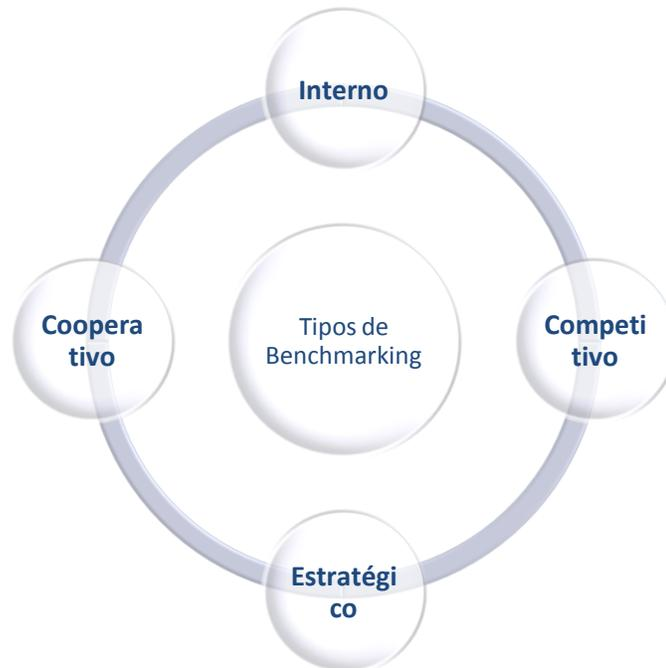 Interno
Coopera
tivo
Tipos de
Benchmarking
Competi
tivo
Estratégi
co